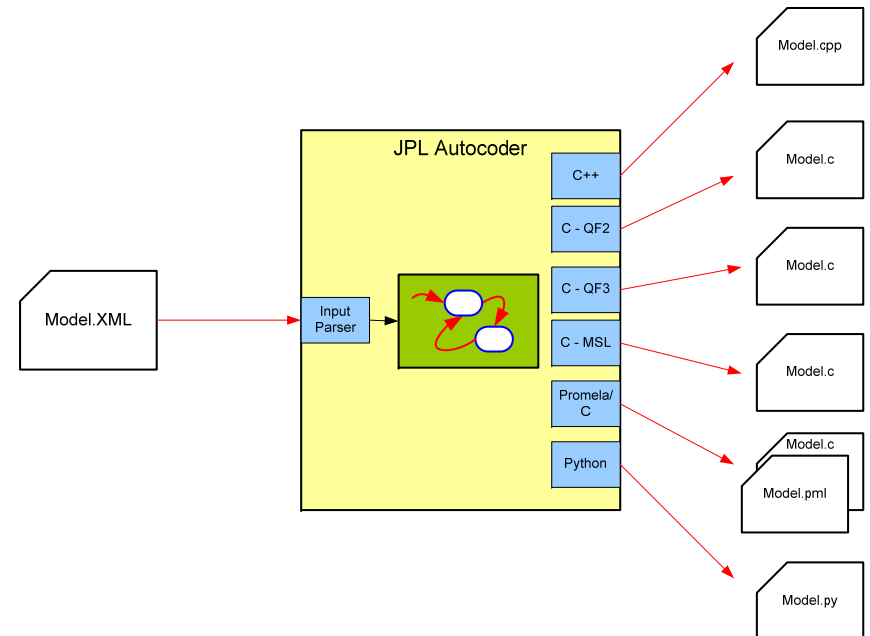 Model.cpp
JPL Autocoder
C++
Model.c
C - QF2
Model.c
C - QF3
Model.XML
Input
Parser
C - MSL
Model.c
Promela/
C
Model.c
Model.pml
Python
Model.py